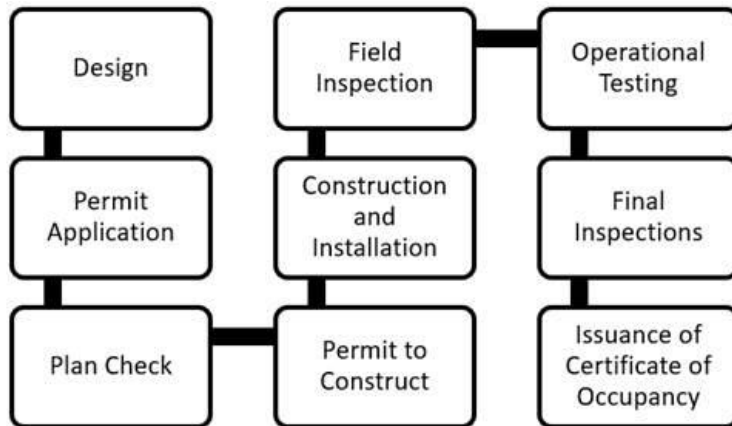 Design
Permit
Application
Plan Check
Permit to
Construct
Construction
and
Installation
Field
Inspection
Operational
Testing
Final
Inspections
Issuance of
Certificate of
Occupancy